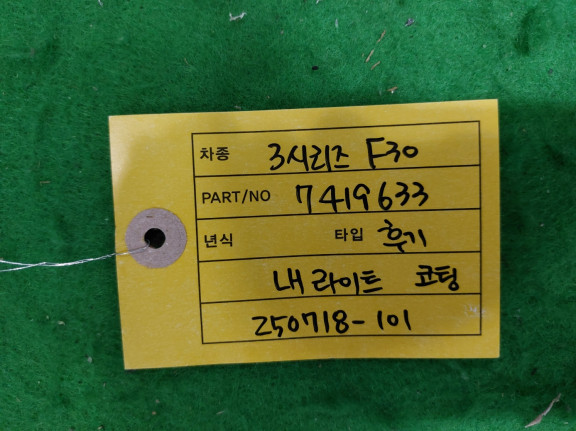 차종 3시리즈 F30
PART/NO 7419633
년식 타입 후기
내 라이트 코팅
250718-101